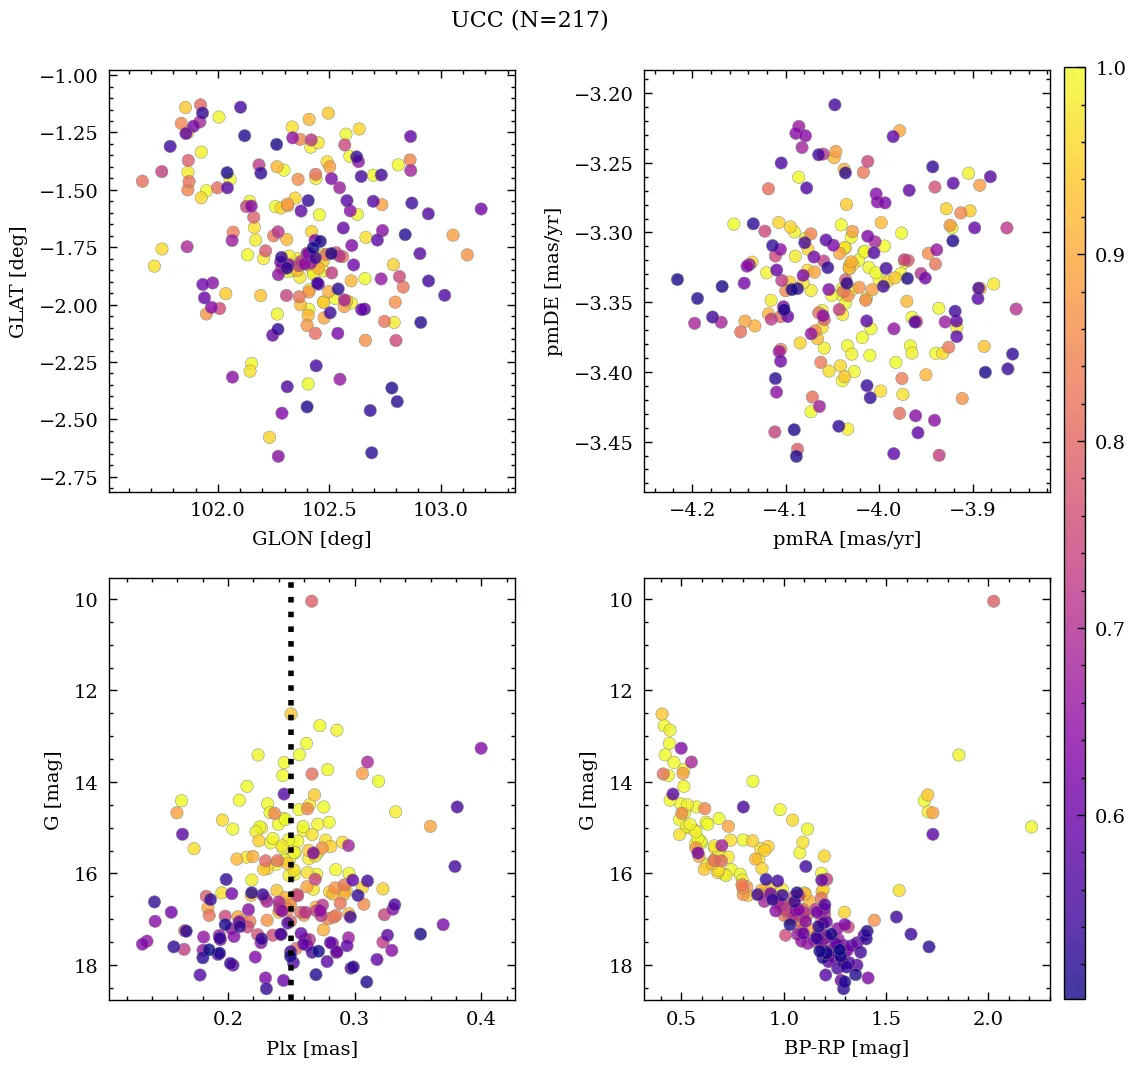 UCC (N=217)
−1.00
−1.25
−1.50
−1.75
−2.00
−2.25
−2.50
−2.75
GLAT [deg]
102.0 102.5 103.0
GLON [deg]
−3.20
−3.25
−3.30
−3.35
−3.40
−3.45
pmDE [mas/yr]
−4.2 −4.1 −4.0 −3.9
pmRA [mas/yr]
10
12
14
16
18
G [mag]
0.2 0.3 0.4
Plx [mas]
10
12
14
16
18
G [mag]
0.5 1.0 1.5 2.0
BP-RP [mag]
1.0
0.9
0.8
0.7
0.6